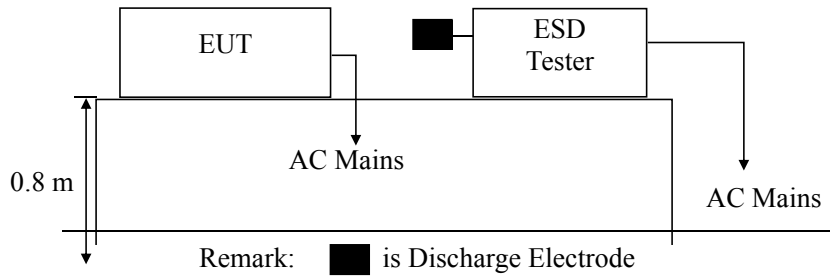 EUT
ESD
Tester
AC Mains
0.8 m
AC Mains
Remark: is Discharge Electrode